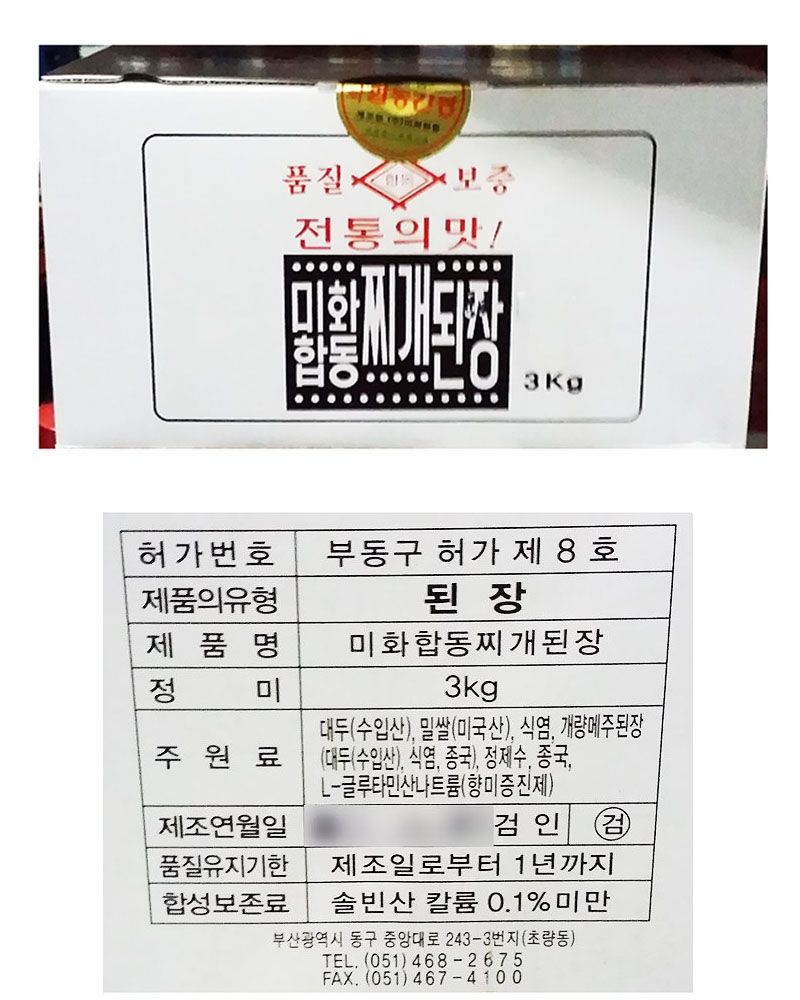 품질 합동 보증
전통의 맛!
미화
합동 찌개된장
3Kg
허가번호 부동구 허가 제 8 호
제품의유형 된 장
제 품 명 미화합동찌개된장
정 미 3kg
주 원 료 대두(수입산), 밀쌀(미국산), 식염, 개량메주된장
(대두(수입산), 식염, 종국), 정제수, 종국,
L-글루타민산나트륨(향미증진제)
제조연월일 검 인 검
품질유지기한 제조일로부터 1년까지
합성보존료 솔빈산 칼륨 0.1%미만
부산광역시 동구 중앙대로 243-3번지(초량동)
TEL. (051) 468-2675
FAX. (051) 467-4100